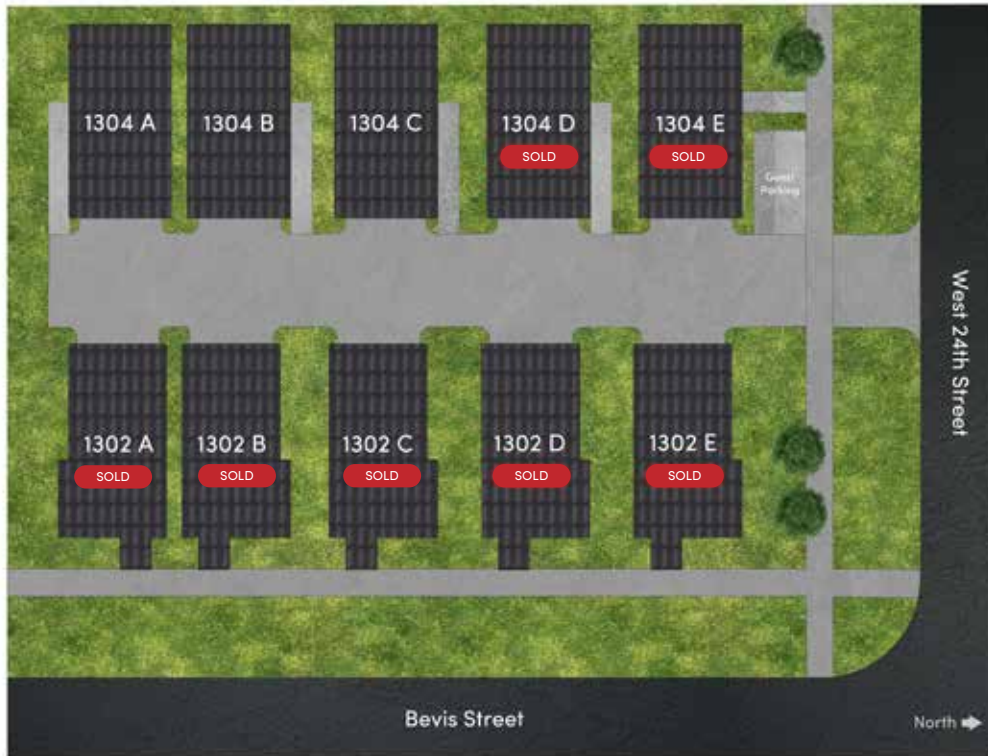 1304 A
1304 B
1304 C
1304 D
1304 E
SOLD
SOLD
Guest
Parking
West 24th Street
1302 A
1302 B
1302 C
1302 D
1302 E
SOLD
SOLD
SOLD
SOLD
SOLD
Bevis Street
North